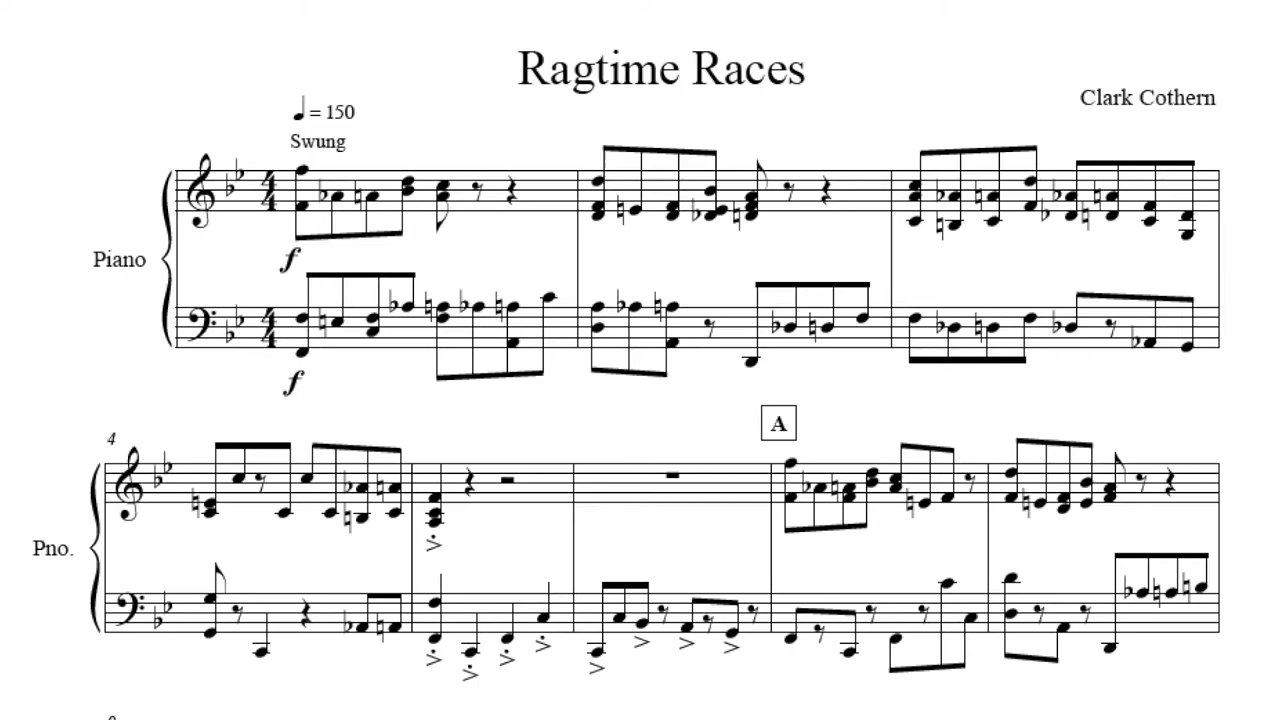 Ragtime Races
Clark Cothern
♩ = 150
Swung
Piano
f
f
4
A
Pno.